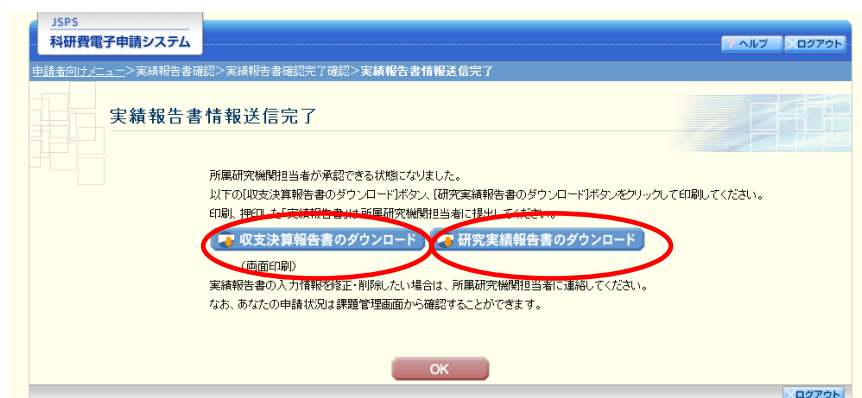 JSPS
科研費電子申請システム
? ヘルプ ×ログアウト
申請者向けメニュー>実績報告書確認>実績報告書確認完了確認>実績報告書情報送信完了
実績報告書情報送信完了
所属研究機関担当者が承認できる状態になりました。
以下の[収支決算報告書のダウンロード]ボタン、[研究実績報告書のダウンロード]ボタンをクリックして印刷してください。
印刷、押印した「実績報告書」は所属研究機関担当者に提出してください。
収支決算報告書のダウンロード 研究実績報告書のダウンロード
(両面印刷)
実績報告書の入力情報を修正・削除したい場合は、所属研究機関担当者に連絡してください。
なお、あなたの申請状況は課題管理画面から確認することができます。
OK
×ログアウト